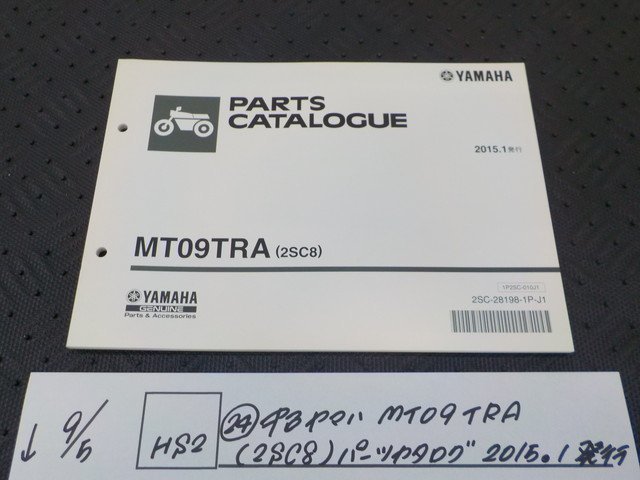 YAMAHA
PARTS
CATALOGUE
2015.1発行
MT09TRA (2SC8)
YAMAHA
GENUINE
Parts & Accessories
1P2SC-010J1
2SC-28198-1P-J1
↓ 9/5
HS2
24 ヤマハ MT09TRA
(2SC8) パーツカタログ 2015.1発行